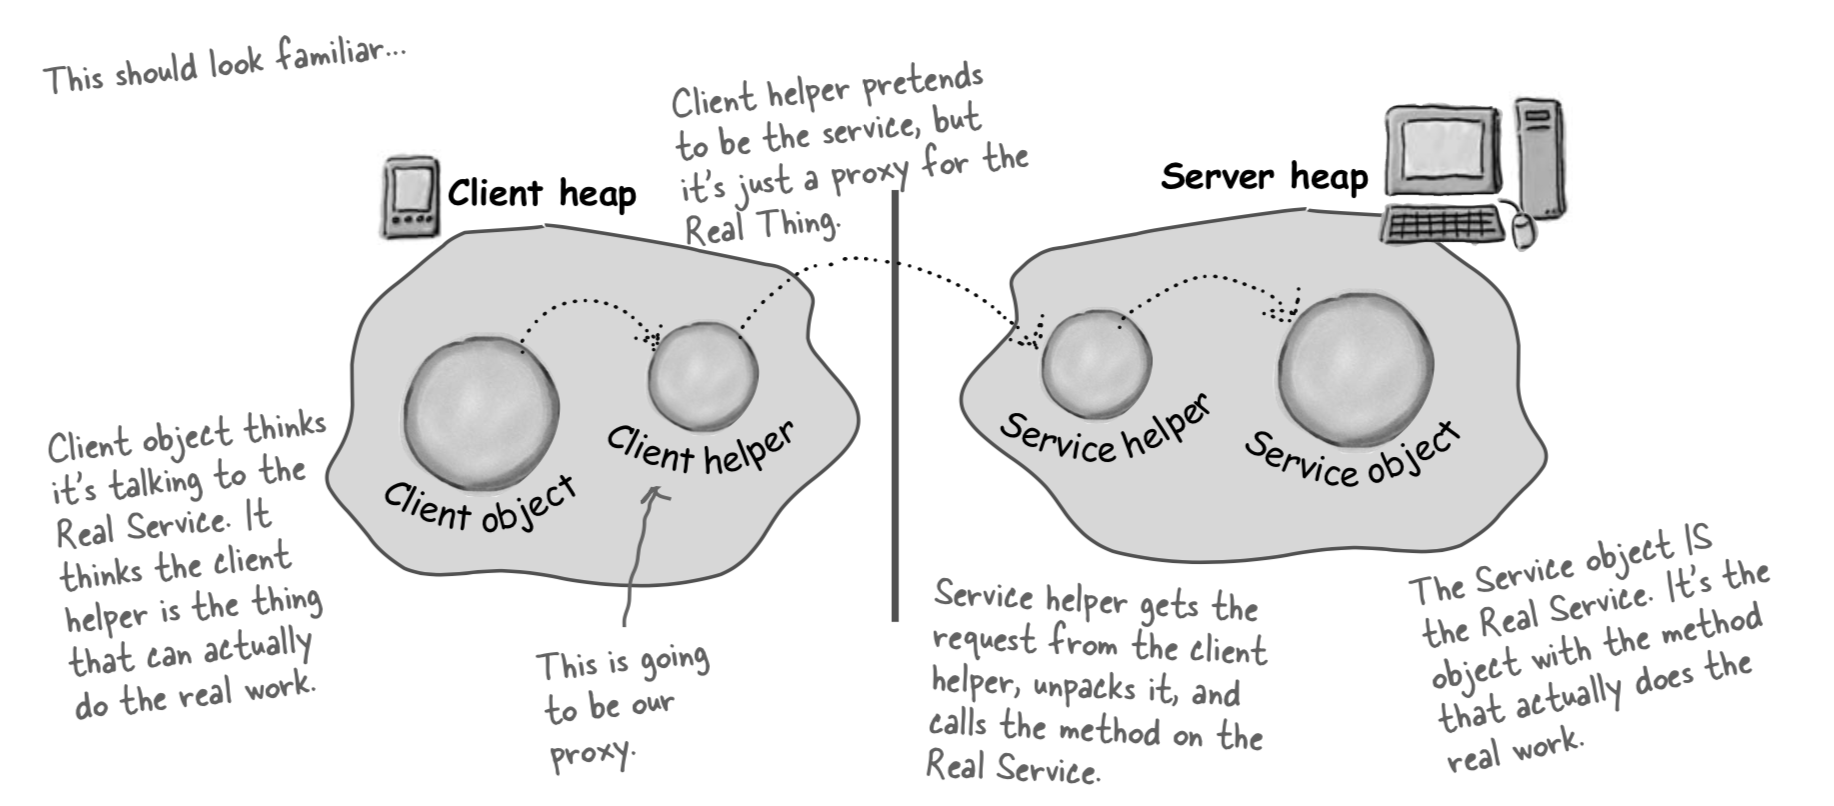 This should look familiar...
Client helper pretends
to be the service, but
it's just a proxy for the
Real Thing.
Client heap
Server heap
Client object
Client helper
Service helper
Service object
Client object thinks
it's talking to the
Real Service. It
thinks the client
helper is the thing
that can actually
do the real work.
This is going
to be our
proxy.
Service helper gets the
request from the client
helper, unpacks it, and
calls the method on the
Real Service.
The Service object IS
the Real Service. It's the
object with the method
that actually does the
real work.